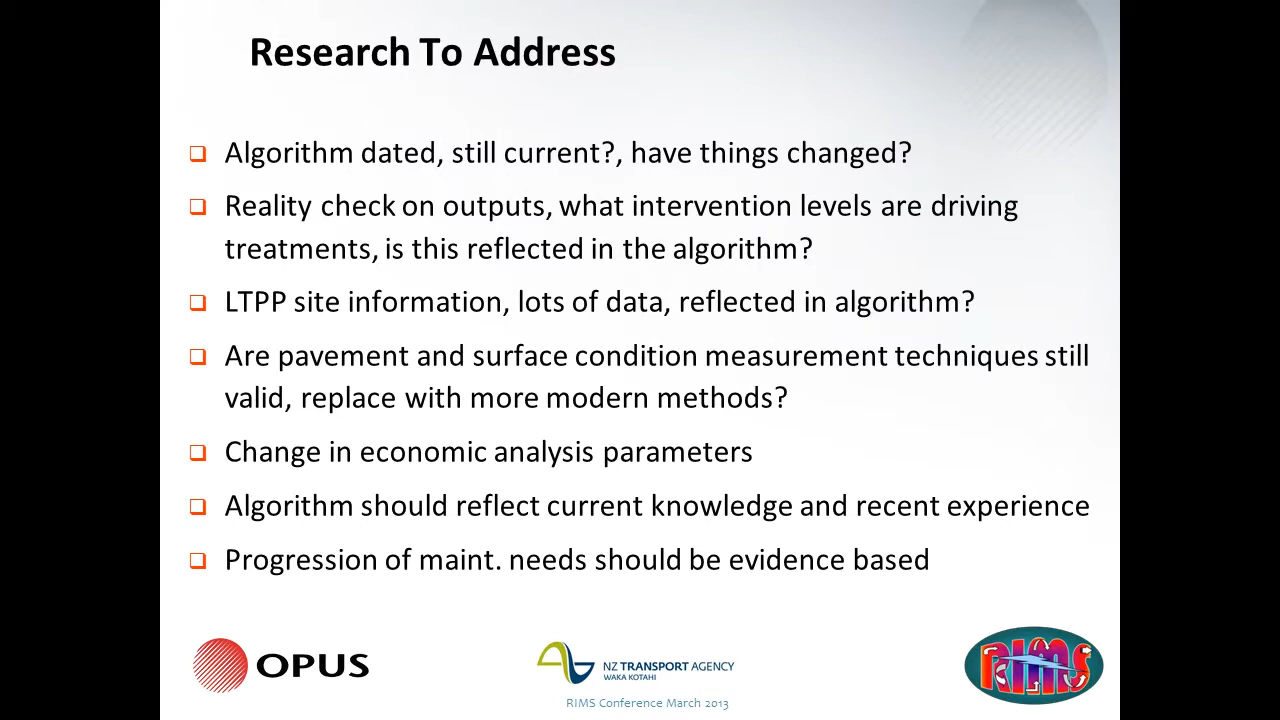 Research To Address
Algorithm dated, still current?, have things changed?
Reality check on outputs, what intervention levels are driving
treatments, is this reflected in the algorithm?
LTPP site information, lots of data, reflected in algorithm?
Are pavement and surface condition measurement techniques still
valid, replace with more modern methods?
Change in economic analysis parameters
Algorithm should reflect current knowledge and recent experience
Progression of maint. needs should be evidence based
OPUS
NZ TRANSPORT AGENCY
WAKA KOTAHI
RIMS
RIMS Conference March 2013